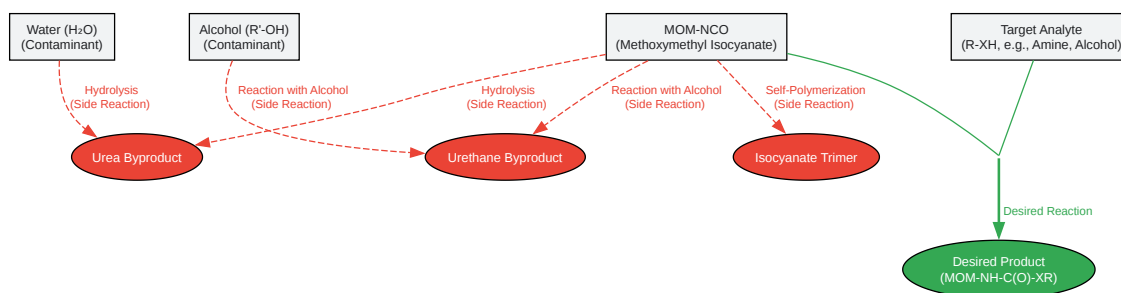 Water (H₂O)
(Contaminant)
Alcohol (R'-OH)
(Contaminant)
MOM-NCO
(Methoxymethyl Isocyanate)
Target Analyte
(R-XH, e.g., Amine, Alcohol)
Hydrolysis
(Side Reaction)
Reaction with Alcohol
(Side Reaction)
Hydrolysis
(Side Reaction)
Reaction with Alcohol
(Side Reaction)
Self-Polymerization
(Side Reaction)
Urea Byproduct
Urethane Byproduct
Isocyanate Trimer
Desired Reaction
Desired Product
(MOM-NH-C(O)-XR)